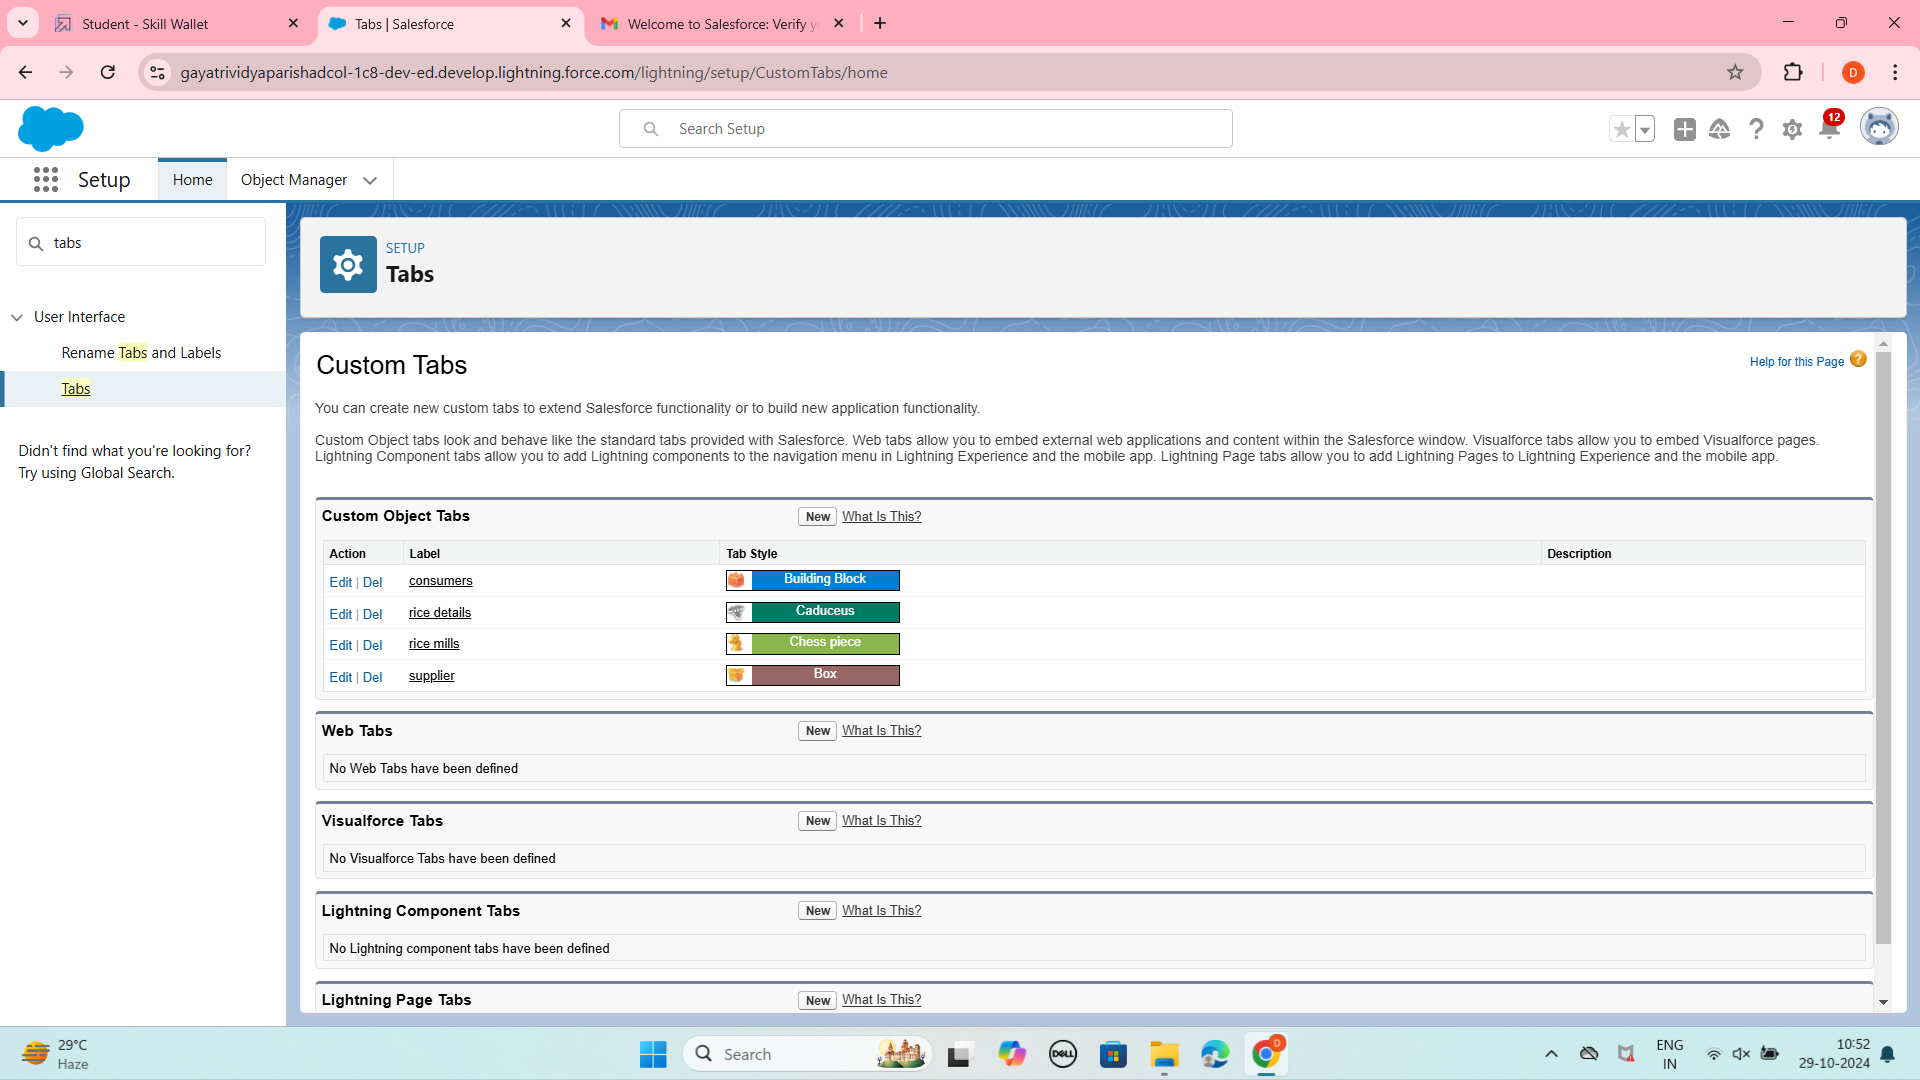 Student - Skill Wallet
Tabs | Salesforce
Welcome to Salesforce: Verify y
gayatrividyaparishadcol-1c8-dev-ed.develop.lightning.force.com/lightning/setup/CustomTabs/home
D
Search Setup
12
Setup
Home
Object Manager
tabs
SETUP
Tabs
User Interface
Rename Tabs and Labels
Tabs
Didn't find what you're looking for?
Try using Global Search.
Custom Tabs
Help for this Page ?
You can create new custom tabs to extend Salesforce functionality or to build new application functionality.
Custom Object tabs look and behave like the standard tabs provided with Salesforce. Web tabs allow you to embed external web applications and content within the Salesforce window. Visualforce tabs allow you to embed Visualforce pages.
Lightning Component tabs allow you to add Lightning components to the navigation menu in Lightning Experience and the mobile app. Lightning Page tabs allow you to add Lightning Pages to Lightning Experience and the mobile app.
Custom Object Tabs New What Is This?
Action Label Tab Style Description
Edit | Del consumers Building Block
Edit | Del rice details Caduceus
Edit | Del rice mills Chess piece
Edit | Del supplier Box
Web Tabs New What Is This?
No Web Tabs have been defined
Visualforce Tabs New What Is This?
No Visualforce Tabs have been defined
Lightning Component Tabs New What Is This?
No Lightning component tabs have been defined
Lightning Page Tabs New What Is This?
29°C
Haze
Search
DELL
D
ENG
IN
10:52
29-10-2024